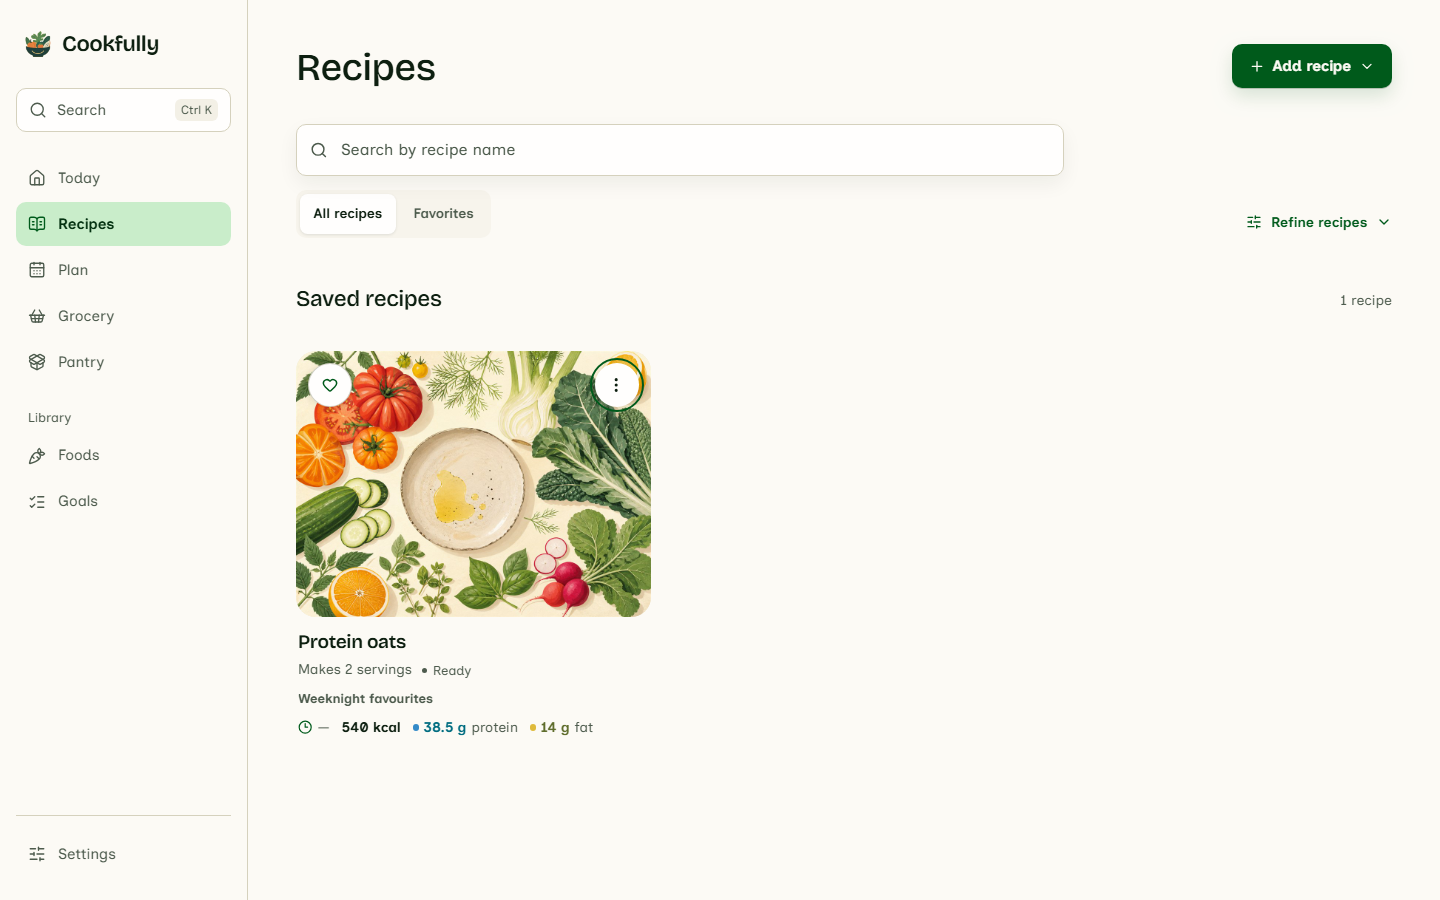 Cookfully
Search
Ctrl K
Today
Recipes
Plan
Grocery
Pantry
Library
Foods
Goals
Settings
Recipes
Add recipe
Search by recipe name
All recipes
Favorites
Refine recipes
Saved recipes
1 recipe
Protein oats
Makes 2 servings • Ready
Weeknight favourites
— 540 kcal 38.5 g protein 14 g fat